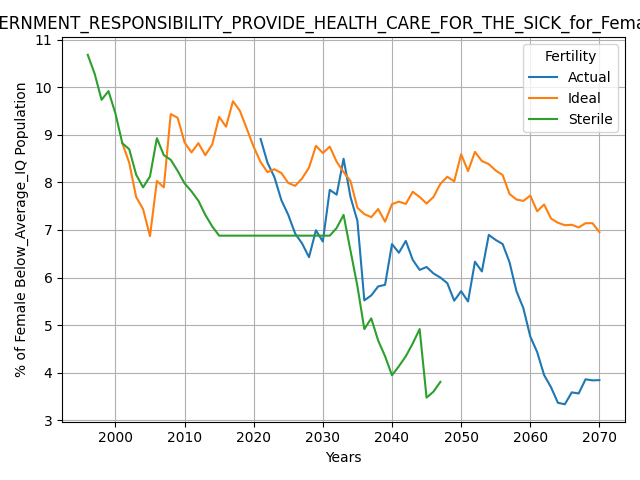 ERNMENT_RESPONSIBILITY_PROVIDE_HEALTH_CARE_FOR_THE_SICK_for_Fema
Fertility
Actual
Ideal
Sterile
% of Female Below_Average_IQ Population
11
10
9
8
7
6
5
4
3
2000 2010 2020 2030 2040 2050 2060 2070
Years